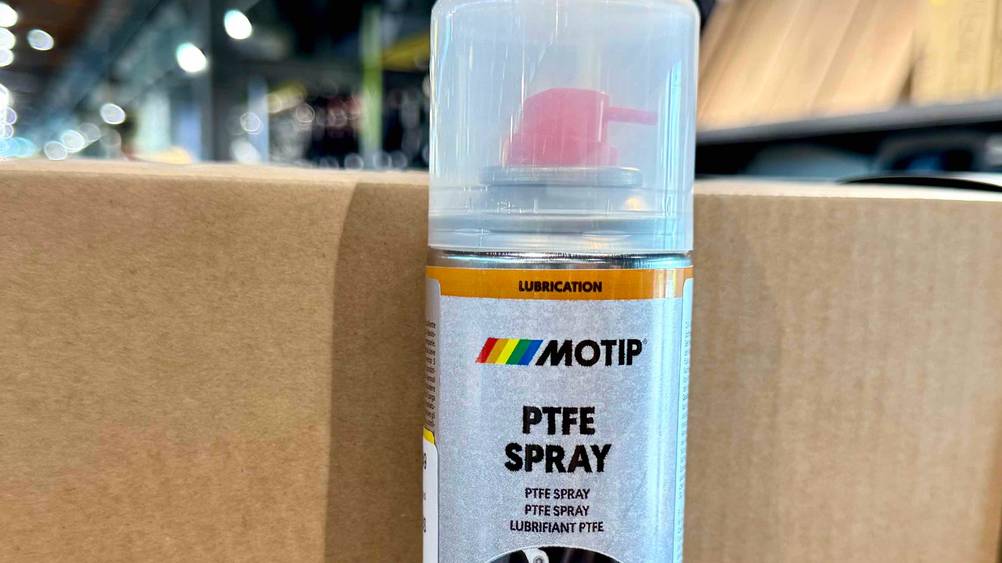 LUBRICATION
MOTIP
PTFE
SPRAY
PTFE SPRAY
PTFE SPRAY
LUBRIFIANT PTFE